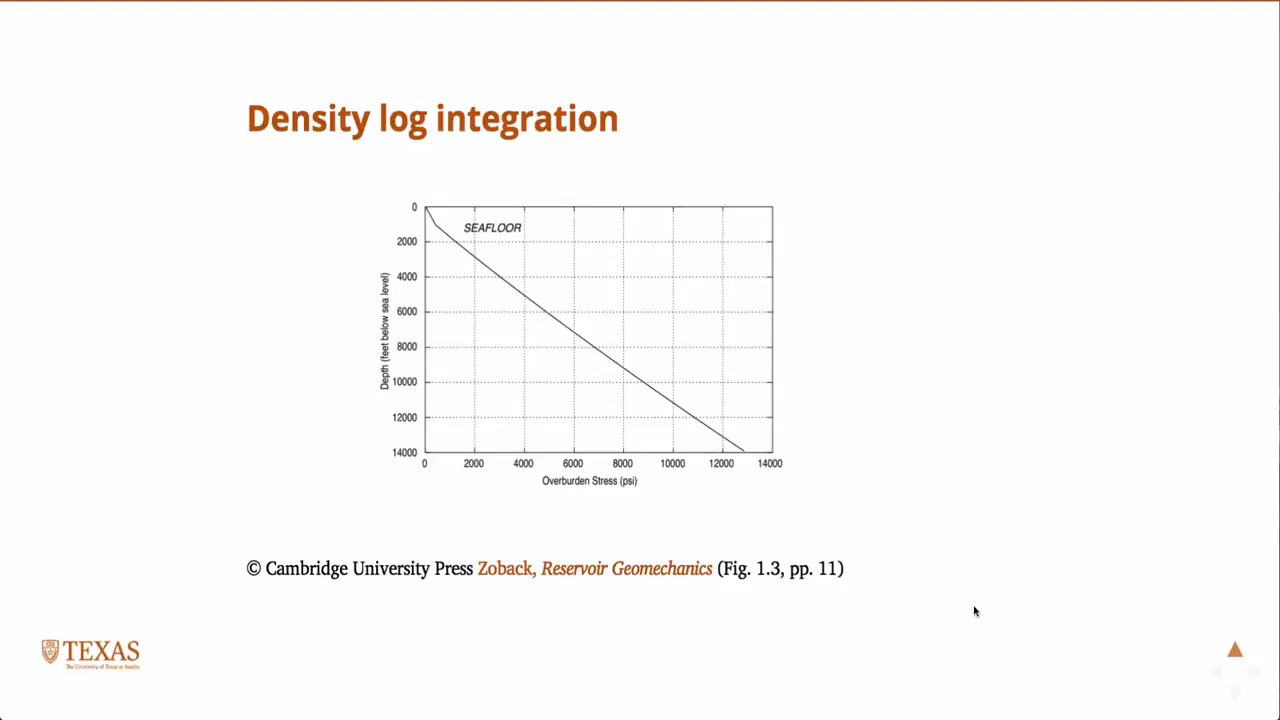 Density log integration
0
2000
4000
6000
8000
10000
12000
14000
Depth (feet below sea level)
SEAFLOOR
0 2000 4000 6000 8000 10000 12000 14000
Overburden Stress (psi)
© Cambridge University Press Zoback, Reservoir Geomechanics (Fig. 1.3, pp. 11)
TEXAS
The University of Texas at Austin